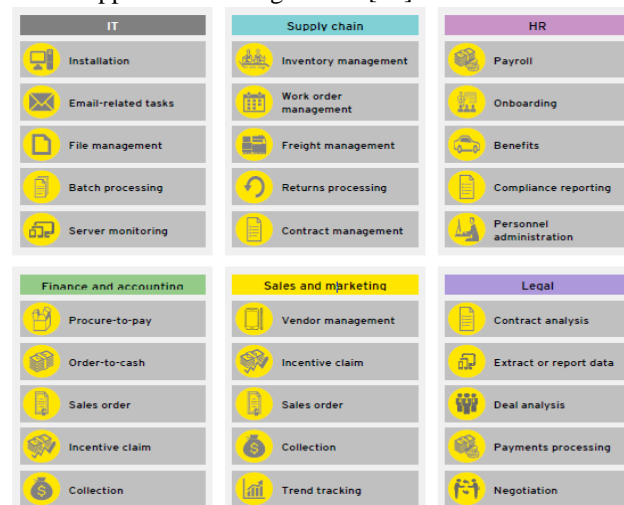 IT
Installation
Email-related tasks
File management
Batch processing
Server monitoring
Supply chain
Inventory management
Work order
management
Freight management
Returns processing
Contract management
HR
Payroll
Onboarding
Benefits
Compliance reporting
Personnel
administration
Finance and accounting
Procure-to-pay
Order-to-cash
Sales order
Incentive claim
Collection
Sales and marketing
Vendor management
Incentive claim
Sales order
Collection
Trend tracking
Legal
Contract analysis
Extract or report data
Deal analysis
Payments processing
Negotiation